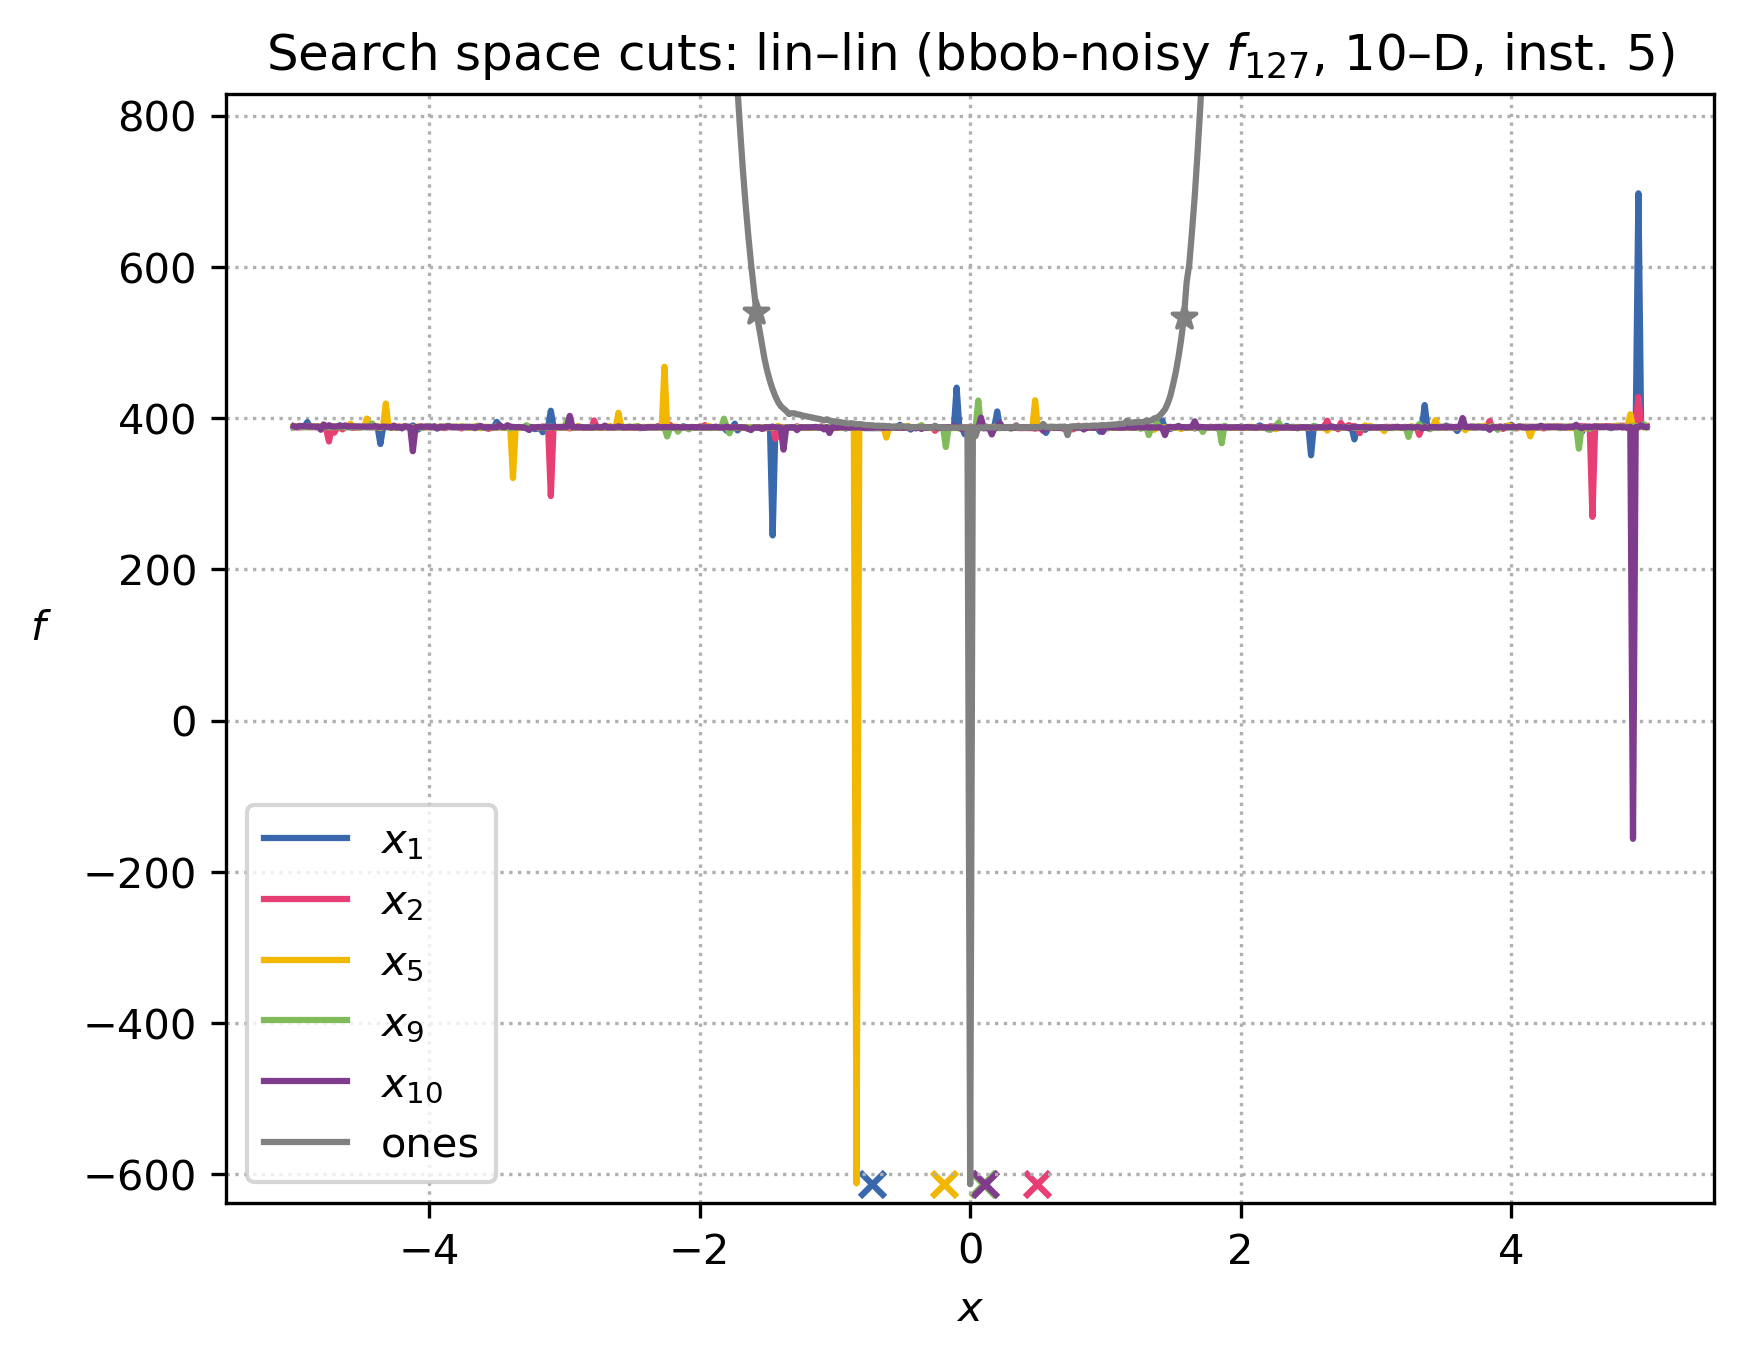 Search space cuts: lin–lin (bbob-noisy f₁₂₇, 10–D, inst. 5)
800
600
400
200
0
−200
−400
−600
f
x₁
x₂
x₅
x₉
x₁₀
ones
−4
−2
0
2
4
x